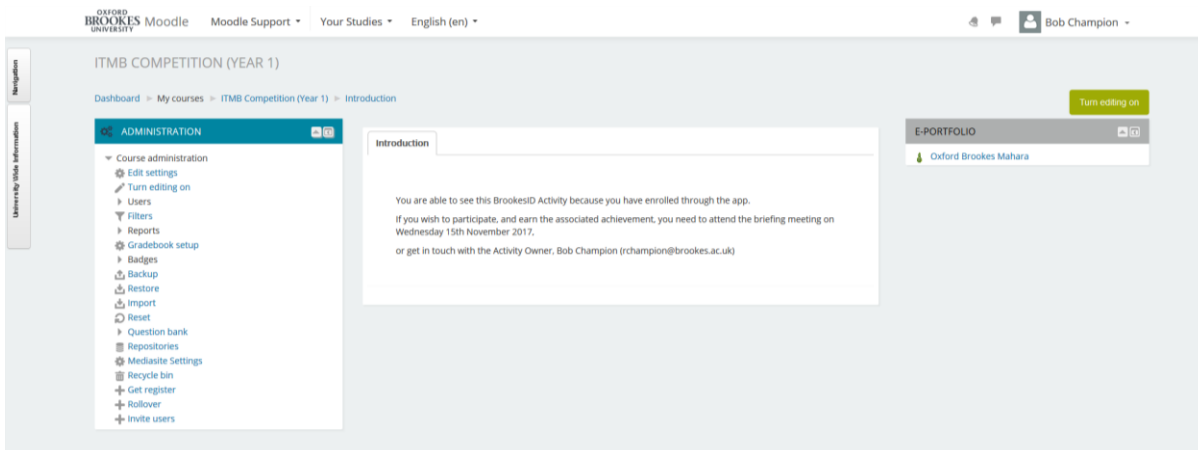 OXFORD
BROOKES
UNIVERSITY
Moodle
Moodle Support
Your Studies
English (en)
Bob Champion
Navigation
University Wide Information
ITMB COMPETITION (YEAR 1)
Dashboard My courses ITMB Competition (Year 1) Introduction
Turn editing on
ADMINISTRATION
Course administration
Edit settings
Turn editing on
Users
Filters
Reports
Gradebook setup
Badges
Backup
Restore
Import
Reset
Question bank
Repositories
Mediasite Settings
Recycle bin
Get register
Rollover
Invite users
Introduction
You are able to see this BrookesID Activity because you have enrolled through the app.
If you wish to participate, and earn the associated achievement, you need to attend the briefing meeting on
Wednesday 15th November 2017,
or get in touch with the Activity Owner, Bob Champion (rchampion@brookes.ac.uk)
E-PORTFOLIO
Oxford Brookes Mahara